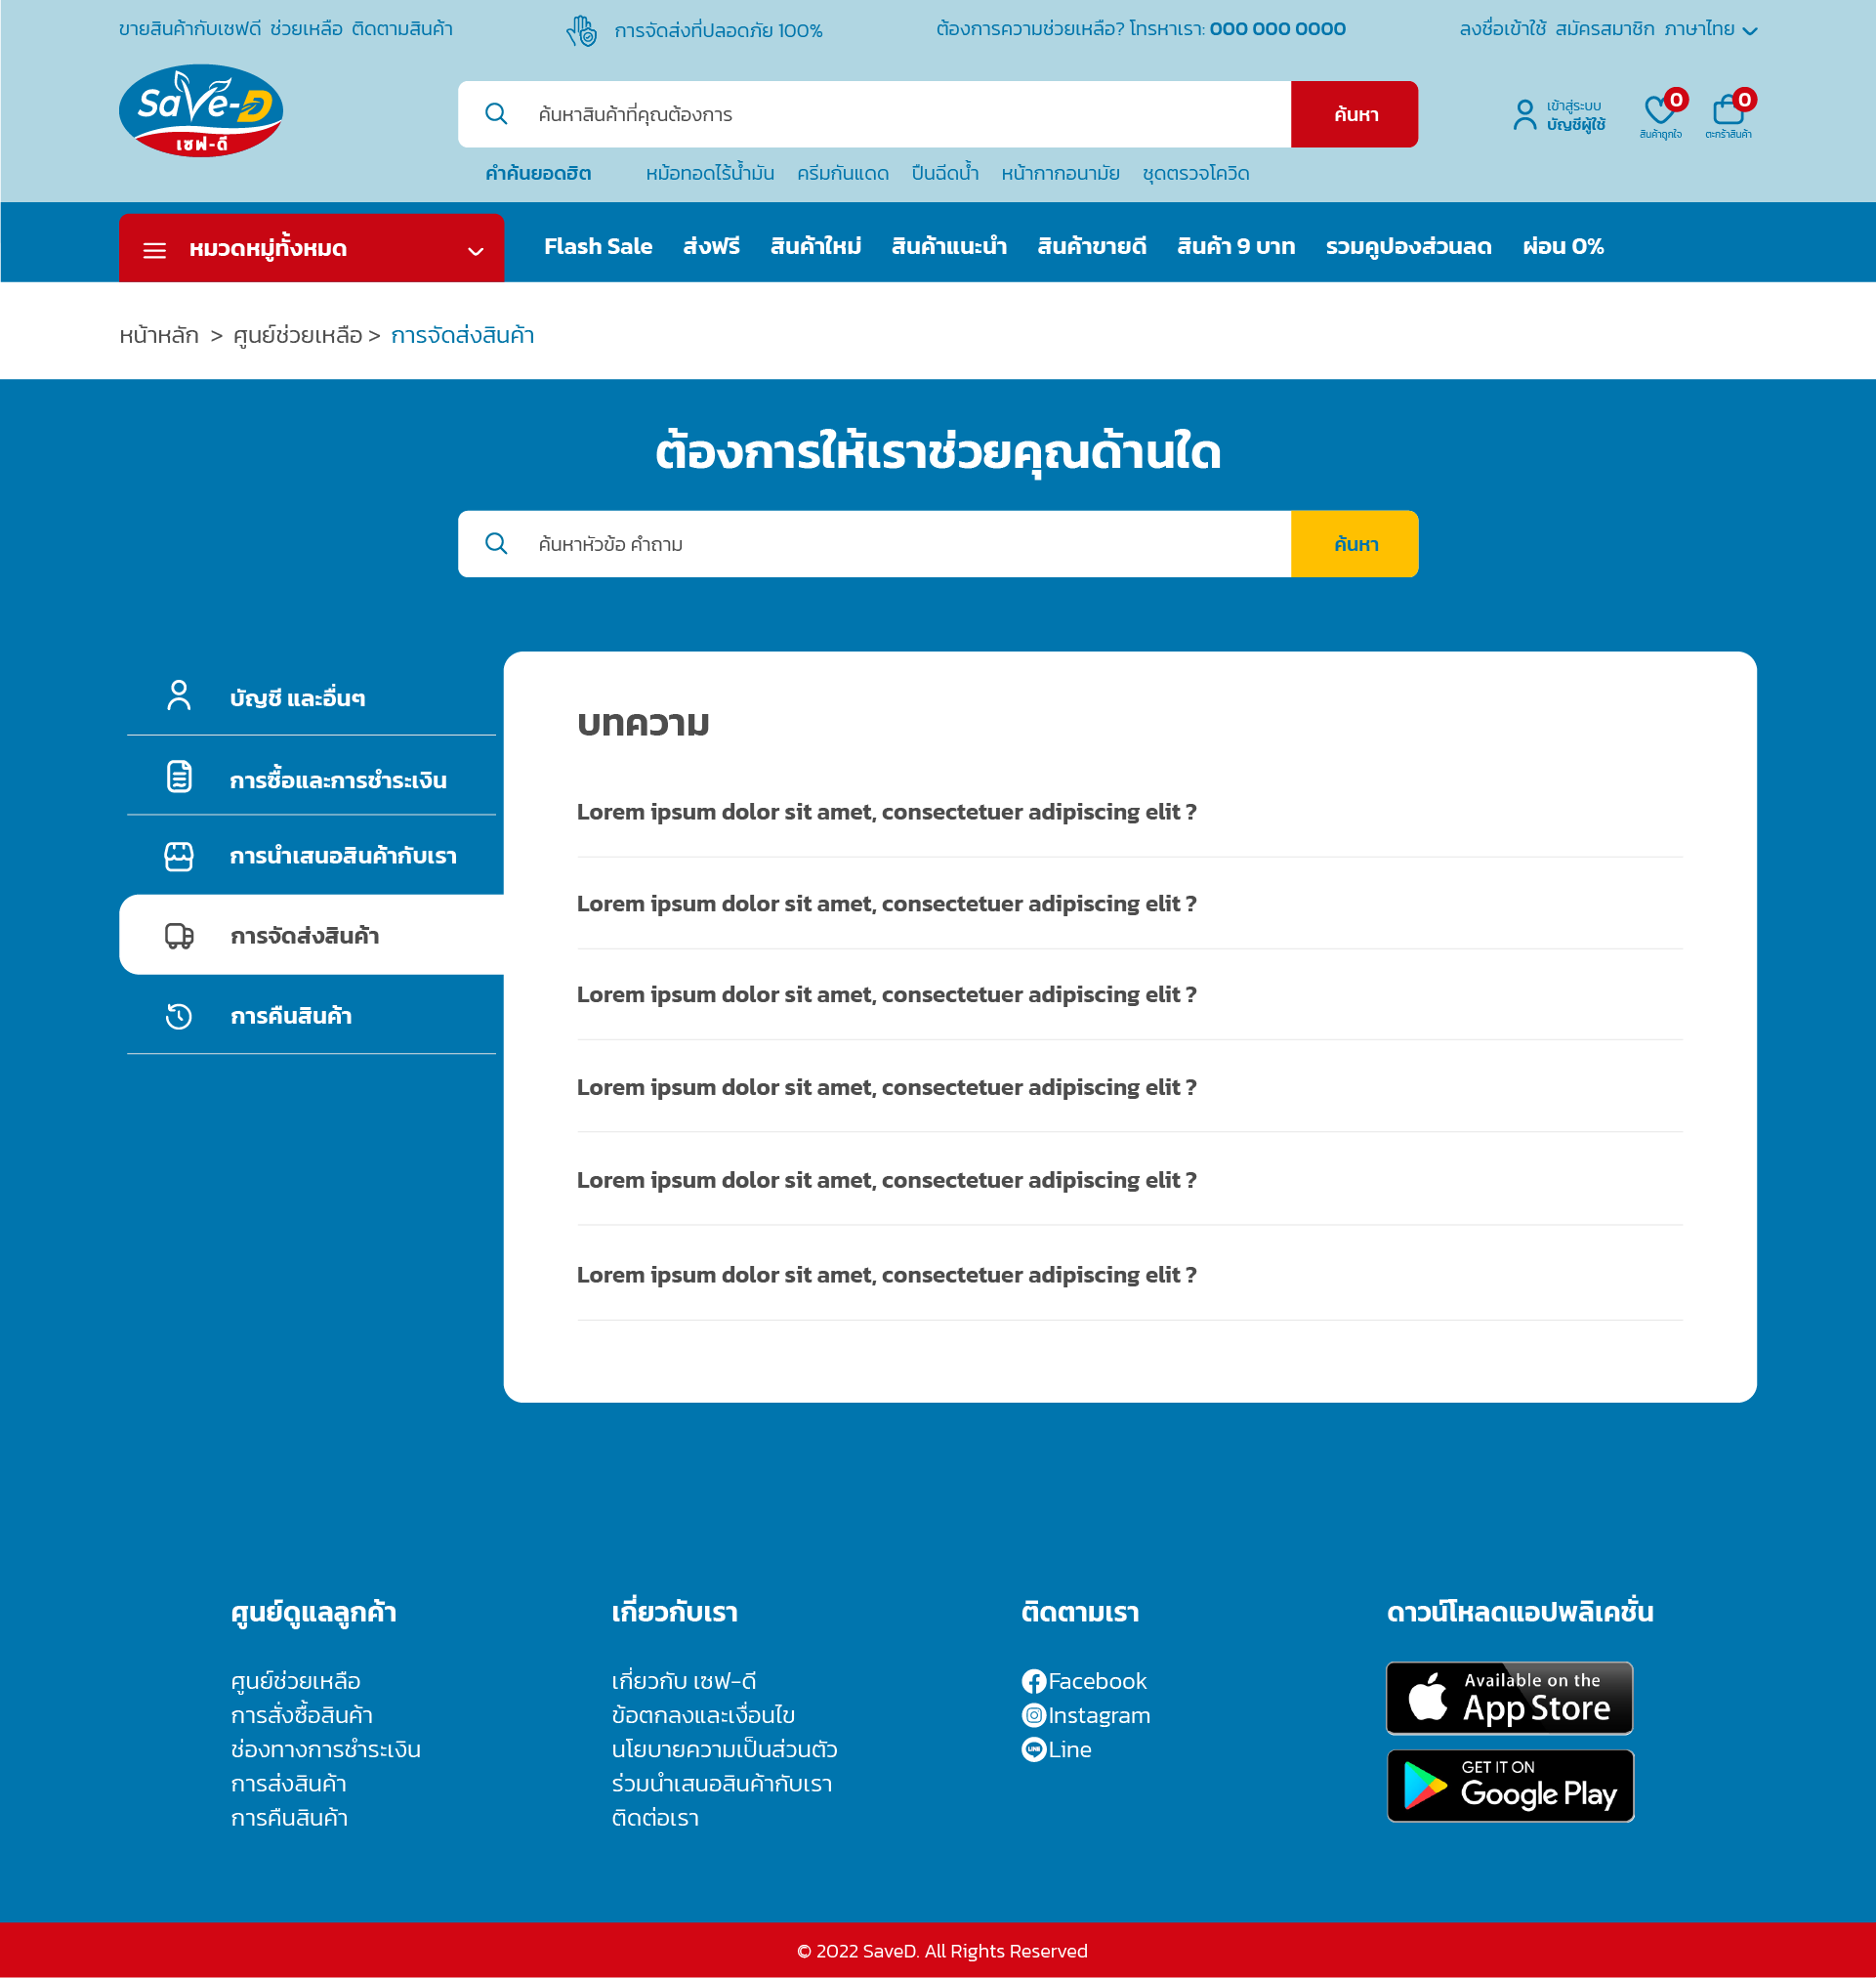 ขายสินค้ากับเซฟดี ช่วยเหลือ ติดตามสินค้า
การจัดส่งที่ปลอดภัย 100%
ต้องการความช่วยเหลือ? โทรหาเรา: 000 000 0000
ลงชื่อเข้าใช้ สมัครสมาชิก ภาษาไทย
SaVe-D
เซฟ-ดี
ค้นหาสินค้าที่คุณต้องการ
ค้นหา
เข้าสู่ระบบ
บัญชีผู้ใช้
0
สินค้าถูกใจ
0
ตะกร้าสินค้า
คำค้นยอดฮิต หม้อทอดไร้น้ำมัน ครีมกันแดด ปืนฉีดน้ำ หน้ากากอนามัย ชุดตรวจโควิด
หมวดหมู่ทั้งหมด
Flash Sale ส่งฟรี สินค้าใหม่ สินค้าแนะนำ สินค้าขายดี สินค้า 9 บาท รวมคูปองส่วนลด ผ่อน 0%
หน้าหลัก > ศูนย์ช่วยเหลือ > การจัดส่งสินค้า
ต้องการให้เราช่วยคุณด้านใด
ค้นหาหัวข้อ คำถาม
ค้นหา
บัญชี และอื่นๆ
การซื้อและการชำระเงิน
การนำเสนอสินค้ากับเรา
การจัดส่งสินค้า
การคืนสินค้า
บทความ
Lorem ipsum dolor sit amet, consectetuer adipiscing elit ?
Lorem ipsum dolor sit amet, consectetuer adipiscing elit ?
Lorem ipsum dolor sit amet, consectetuer adipiscing elit ?
Lorem ipsum dolor sit amet, consectetuer adipiscing elit ?
Lorem ipsum dolor sit amet, consectetuer adipiscing elit ?
Lorem ipsum dolor sit amet, consectetuer adipiscing elit ?
ศูนย์ดูแลลูกค้า
ศูนย์ช่วยเหลือ
การสั่งซื้อสินค้า
ช่องทางการชำระเงิน
การส่งสินค้า
การคืนสินค้า
เกี่ยวกับเรา
เกี่ยวกับ เซฟ-ดี
ข้อตกลงและเงื่อนไข
นโยบายความเป็นส่วนตัว
ร่วมนำเสนอสินค้ากับเรา
ติดต่อเรา
ติดตามเรา
Facebook
Instagram
LINE Line
ดาวน์โหลดแอปพลิเคชั่น
Available on the
App Store
GET IT ON
Google Play
© 2022 SaveD. All Rights Reserved